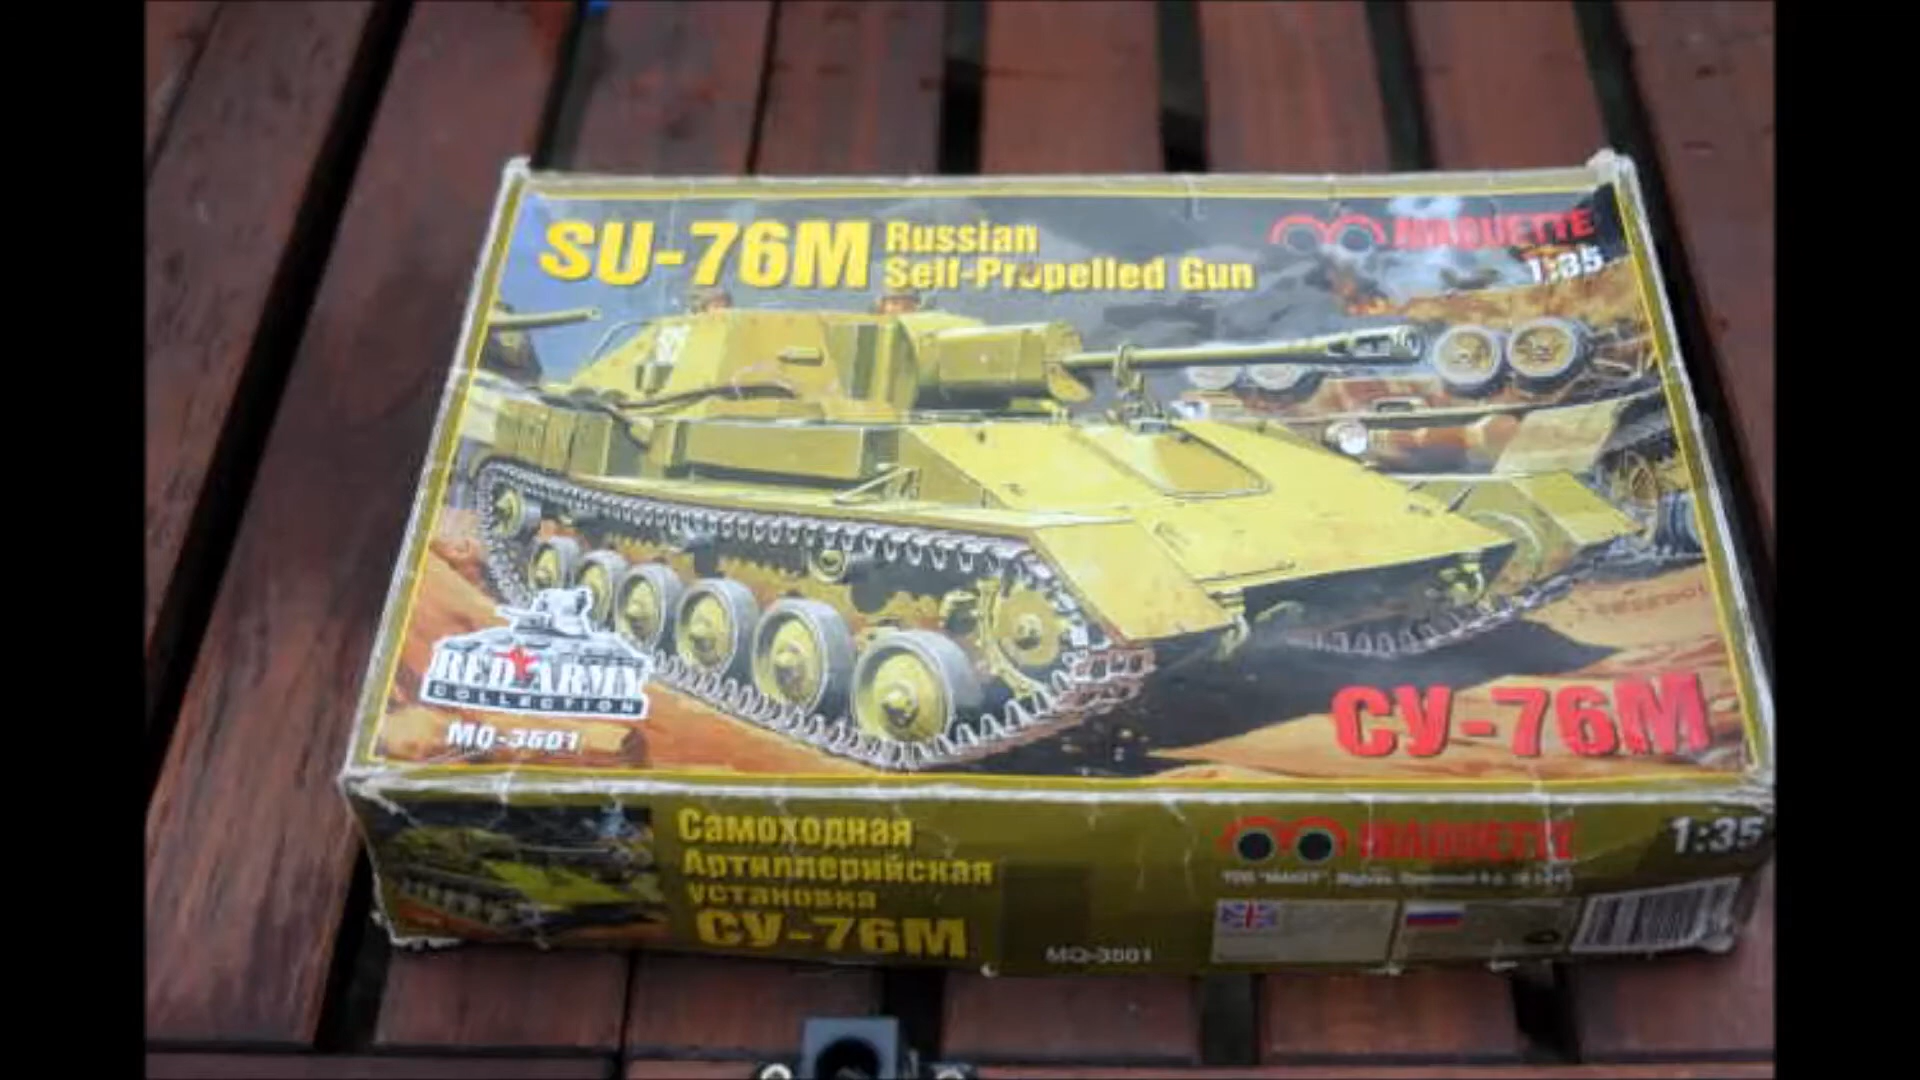 SU-76M
Russian
Self-Propelled Gun
MAQUETTE
1:35
RED ARMY
COLLECTION
MQ-3501
СУ-76М
Самоходная
Артиллерийская
установка
СУ-76М
MQ-3501
MAQUETTE
1:35